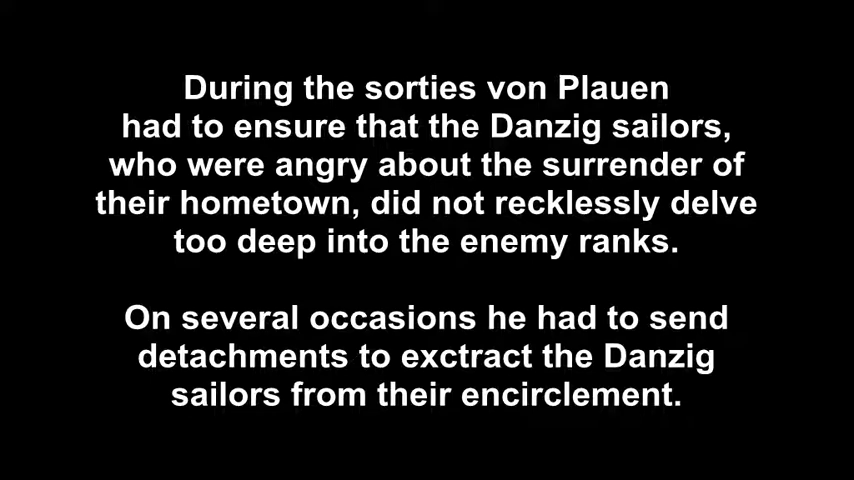 During the sorties von Plauen
had to ensure that the Danzig sailors,
who were angry about the surrender of
their hometown, did not recklessly delve
too deep into the enemy ranks.
On several occasions he had to send
detachments to exctract the Danzig
sailors from their encirclement.